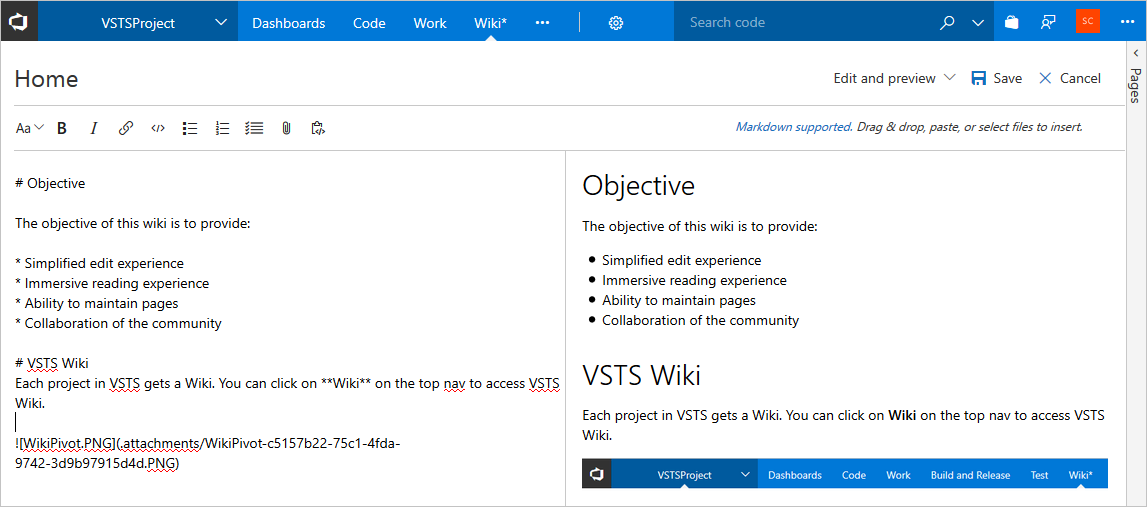 VSTSProject Dashboards Code Work Wiki* ··· Search code SC ···
Home Edit and preview Save Cancel
Pages
Aa B I Markdown supported. Drag & drop, paste, or select files to insert.
# Objective
The objective of this wiki is to provide:
* Simplified edit experience
* Immersive reading experience
* Ability to maintain pages
* Collaboration of the community
# VSTS Wiki
Each project in VSTS gets a Wiki. You can click on **Wiki** on the top nav to access VSTS
Wiki.
![WikiPivot.PNG](.attachments/WikiPivot-c5157b22-75c1-4fda-
9742-3d9b97915d4d.PNG)
Objective
The objective of this wiki is to provide:
● Simplified edit experience
● Immersive reading experience
● Ability to maintain pages
● Collaboration of the community
VSTS Wiki
Each project in VSTS gets a Wiki. You can click on Wiki on the top nav to access VSTS
Wiki.
VSTSProject Dashboards Code Work Build and Release Test Wiki*